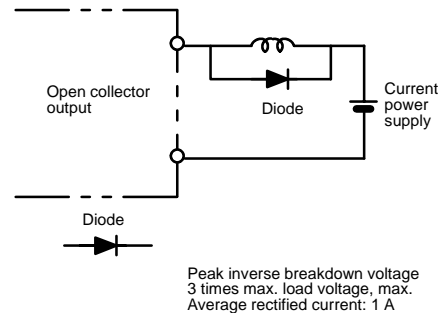 Open collector
output
Diode
Current
power
supply
Diode
Peak inverse breakdown voltage
3 times max. load voltage, max.
Average rectified current: 1 A